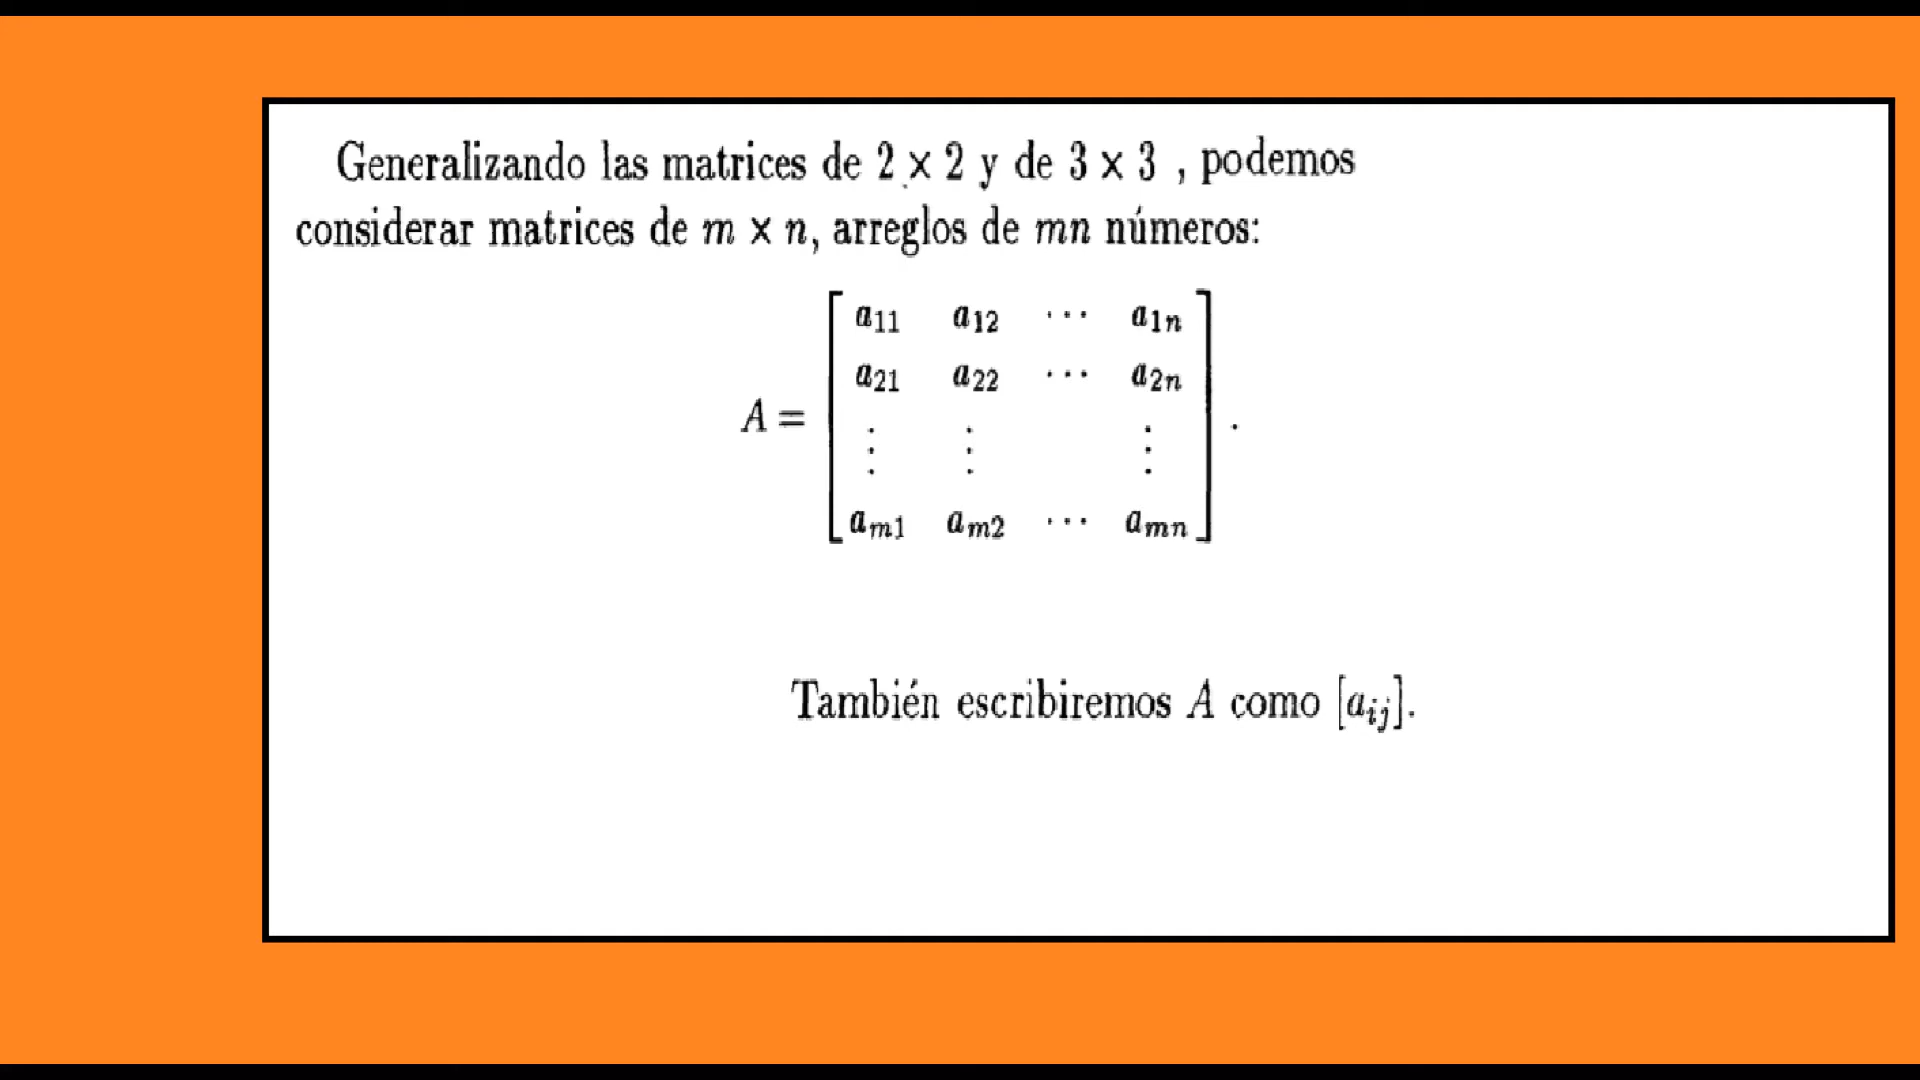 Generalizando las matrices de 2 × 2 y de 3 × 3 , podemos
considerar matrices de m × n, arreglos de mn números:
a₁₁ a₁₂ ··· a₁ₙ
a₂₁ a₂₂ ··· a₂ₙ
A = ⋮ ⋮ ⋮ .
aₘ₁ aₘ₂ ··· aₘₙ
También escribiremos A como [aᵢⱼ].